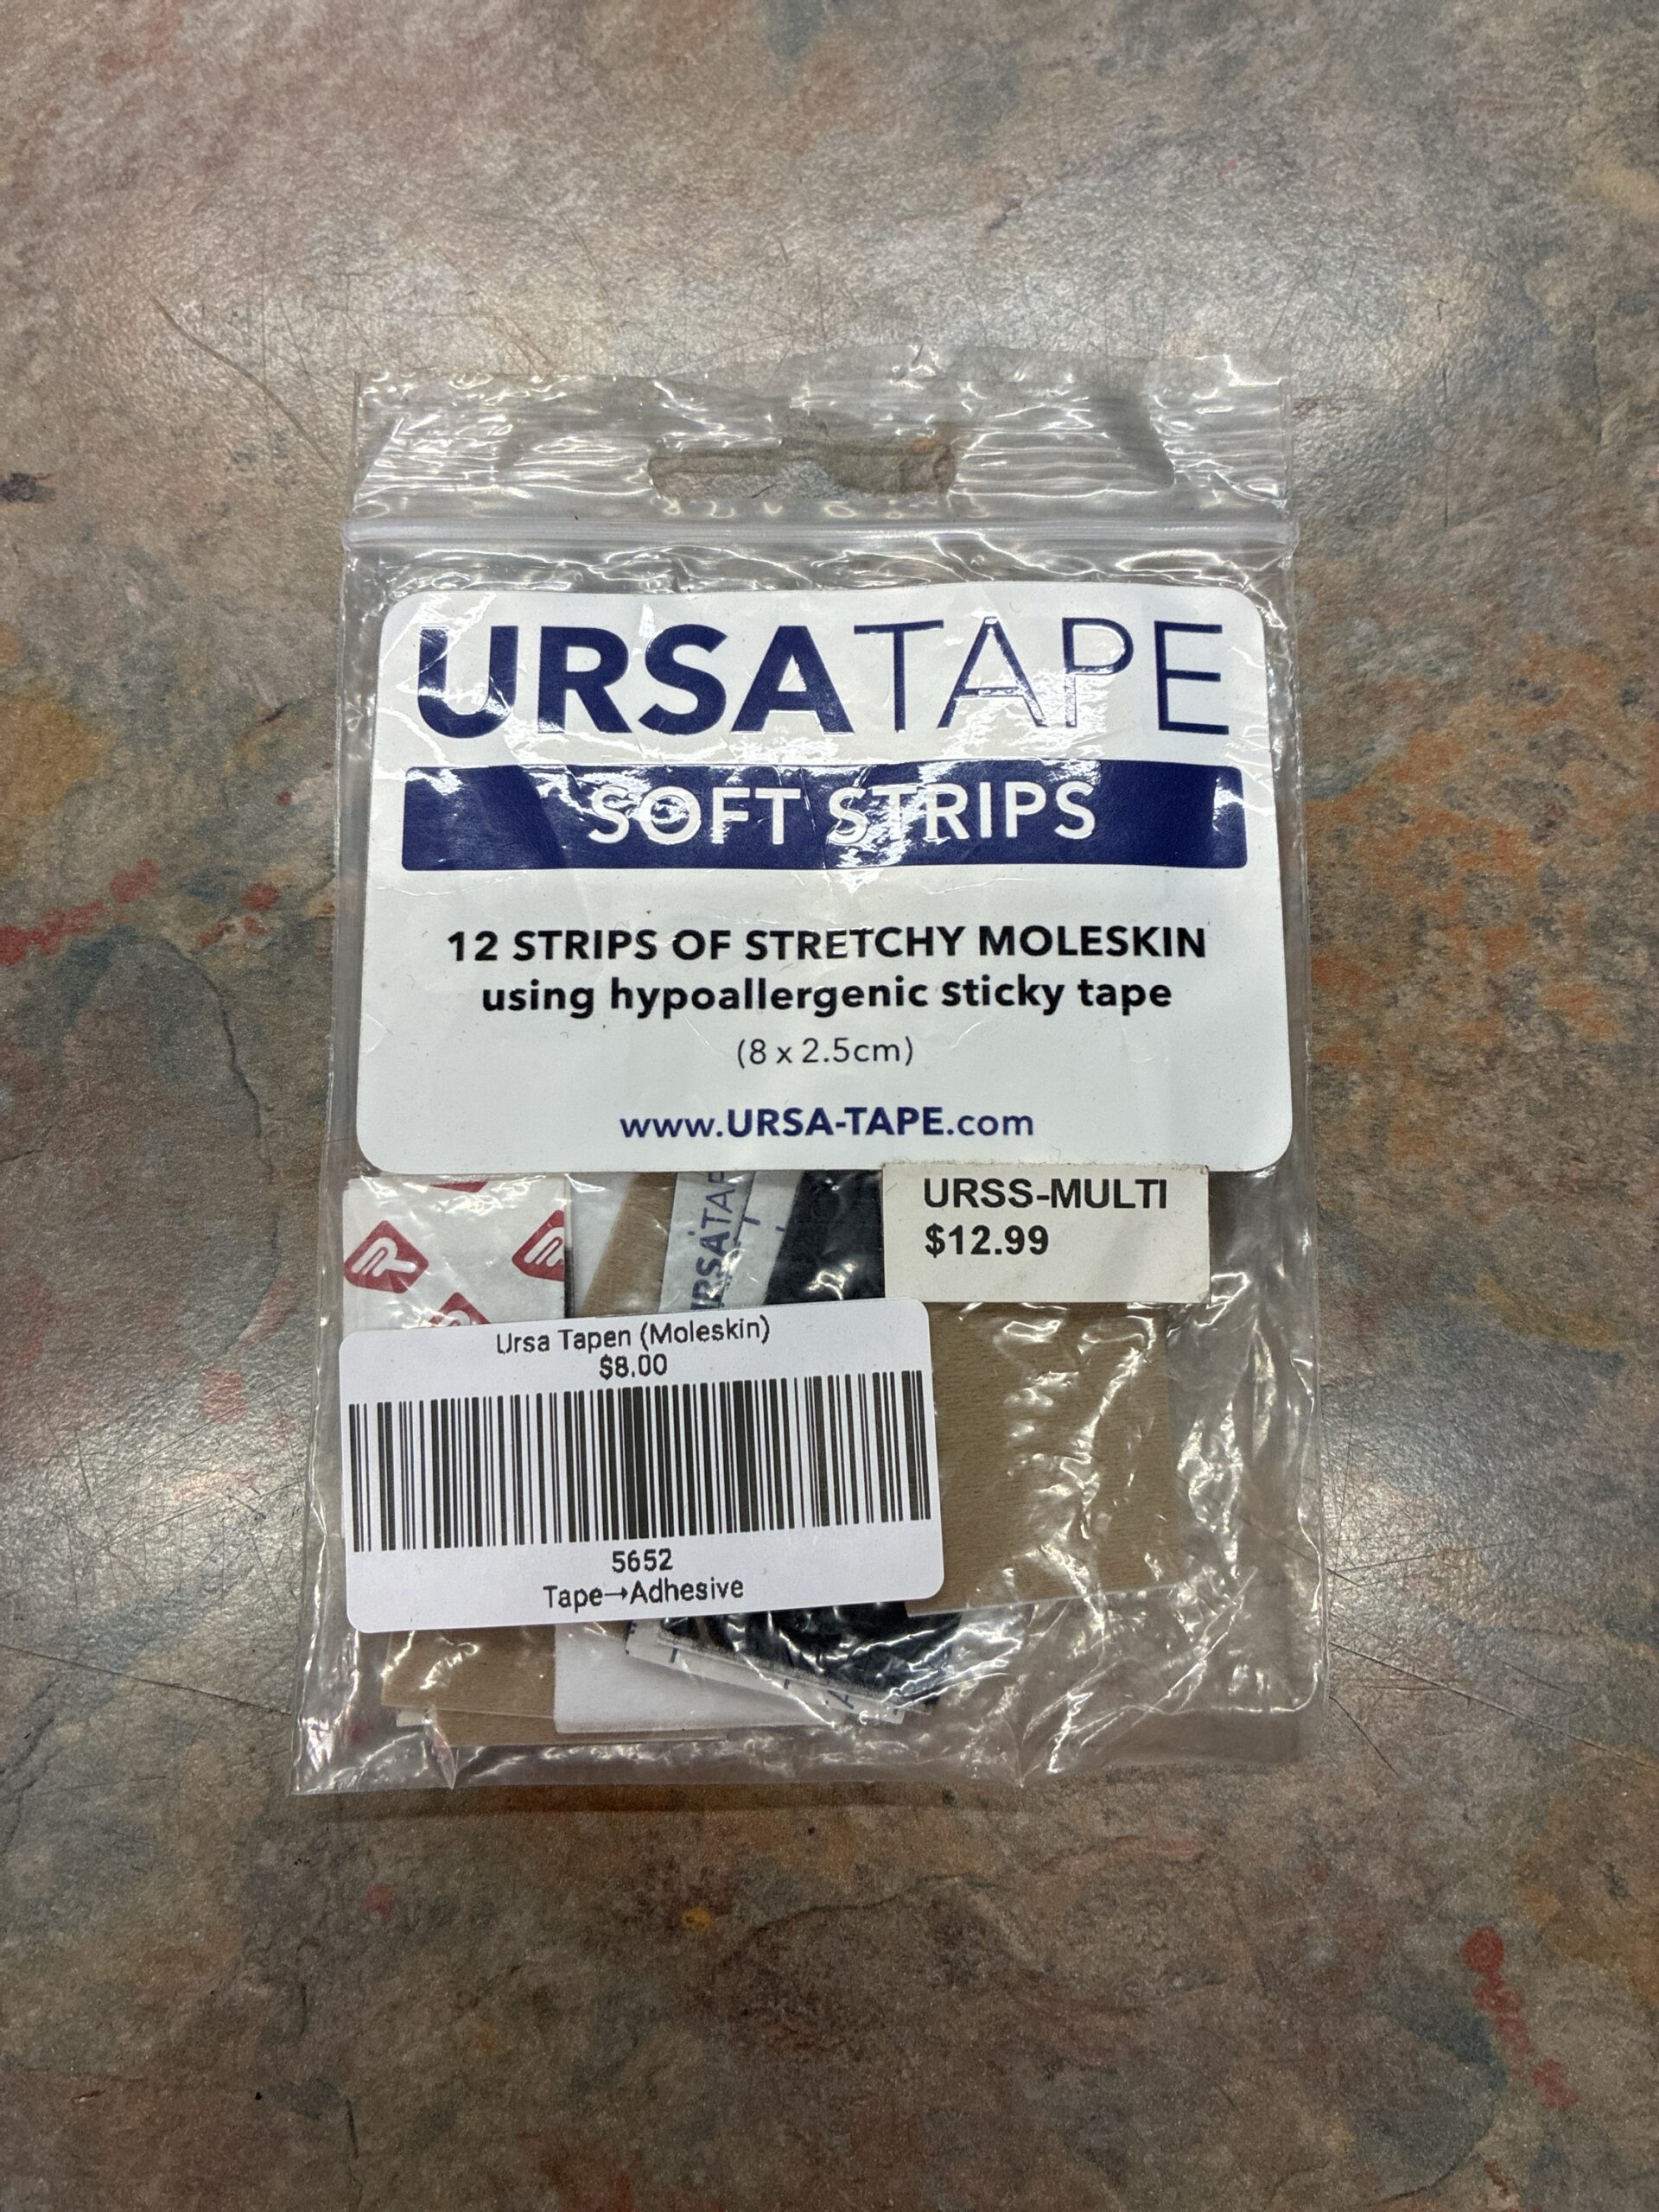 URSATAPE
SOFT STRIPS
12 STRIPS OF STRETCHY MOLESKIN
using hypoallergenic sticky tape
(8 x 2.5cm)
www.URSA-TAPE.com
URSATAP
URSS-MULTI
$12.99
Ursa Tapen (Moleskin)
$8.00
5652
Tape→Adhesive